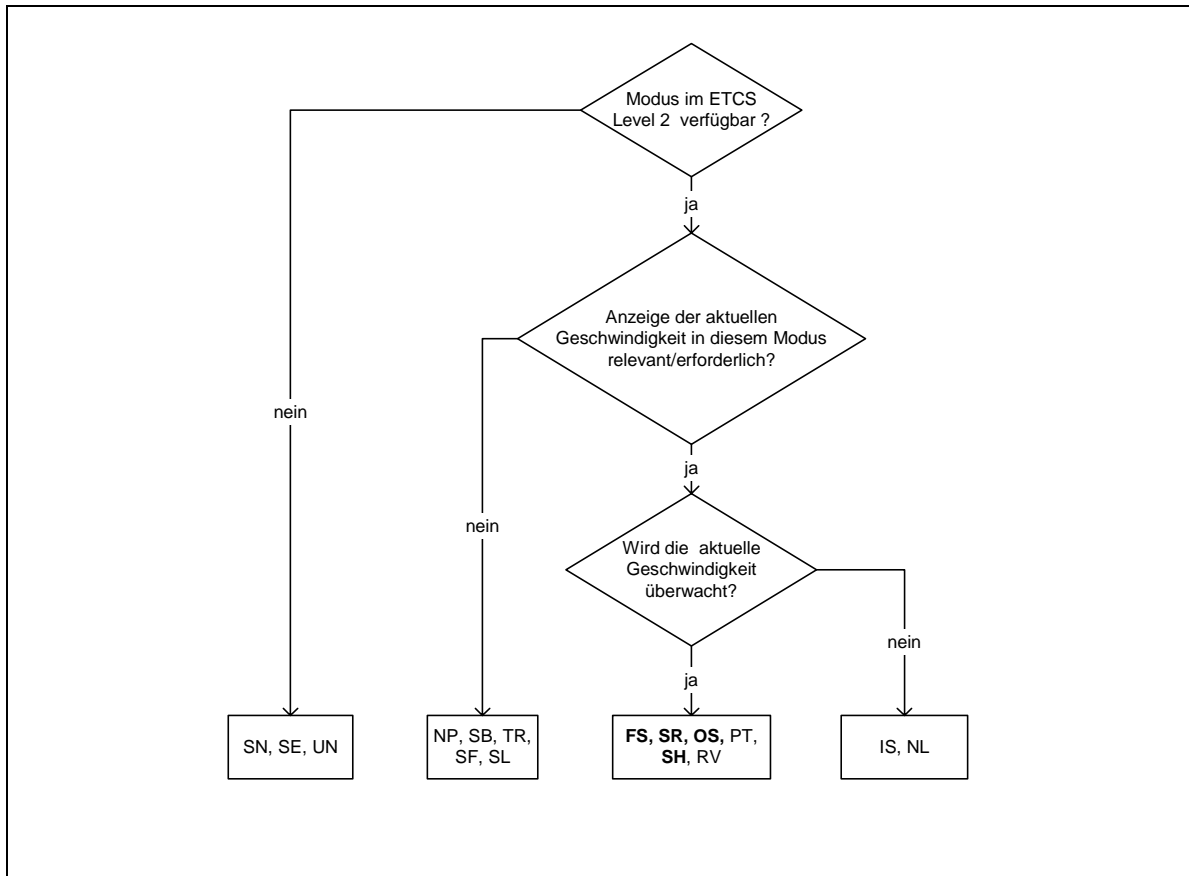 Modus im ETCS
Level 2 verfügbar ?
ja
Anzeige der aktuellen
Geschwindigkeit in diesem Modus
relevant/erforderlich?
nein
ja
nein
Wird die aktuelle
Geschwindigkeit
überwacht?
nein
ja
SN, SE, UN
NP, SB, TR,
SF, SL
FS, SR, OS, PT,
SH, RV
IS, NL